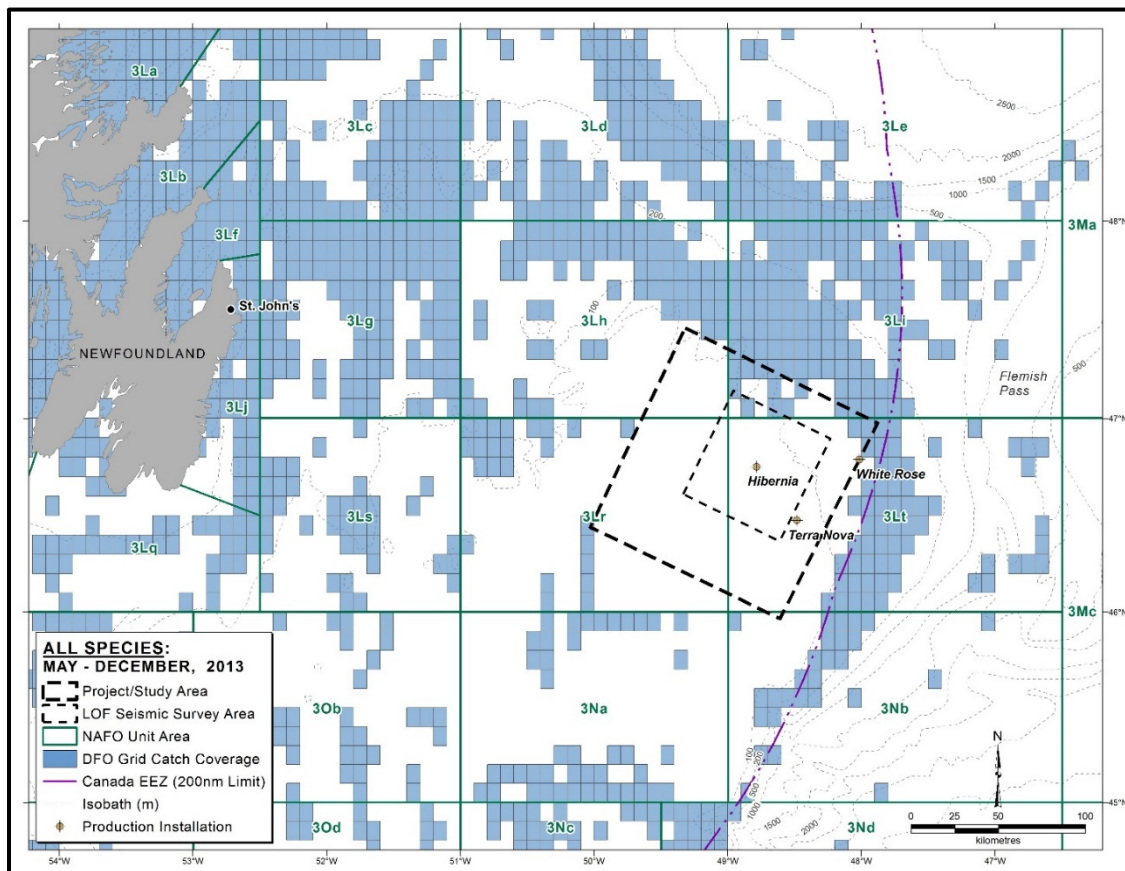 3La
3Lc
3Ld
3Le
2500
2000
1500
1000
500
3Lb
200
48°N
3Lf
3Ma
St. John's
100
3Lg
3Lh
3Li
NEWFOUNDLAND
500
Flemish
Pass
3Lj
47°N
White Rose
Hibernia
3Ls
3Lr
3Lt
Terra Nova
3Lq
46°N
3Mc
ALL SPECIES:
MAY - DECEMBER, 2013
Project/Study Area
LOF Seismic Survey Area
NAFO Unit Area
DFO Grid Catch Coverage
Canada EEZ (200nm Limit)
Isobath (m)
Production Installation
3Ob
3Na
3Nb
N
100
200
500
1000
1500
2000
45°N
3Od
3Nc
3Nd
0 25 50 100
kilometres
54°W 53°W 52°W 51°W 50°W 49°W 48°W 47°W